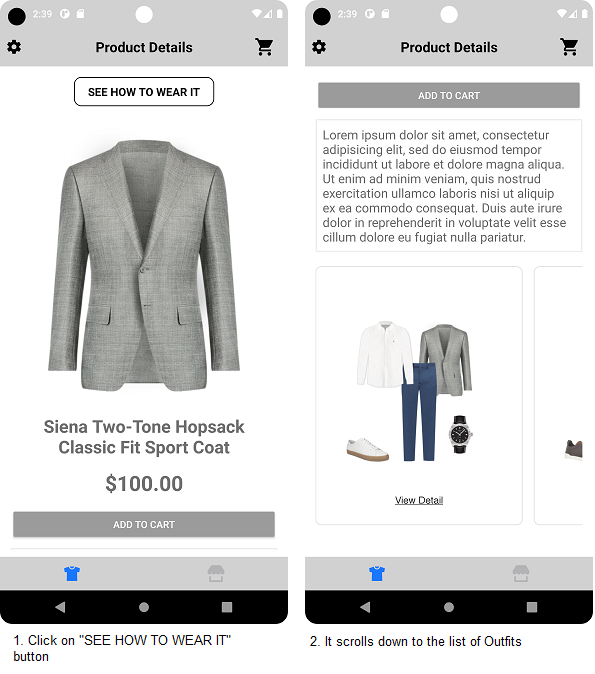 2:39
Product Details
SEE HOW TO WEAR IT
Siena Two-Tone Hopsack
Classic Fit Sport Coat
$100.00
ADD TO CART
1. Click on "SEE HOW TO WEAR IT"
button
2:39
Product Details
ADD TO CART
Lorem ipsum dolor sit amet, consectetur
adipisicing elit, sed do eiusmod tempor
incididunt ut labore et dolore magna aliqua.
Ut enim ad minim veniam, quis nostrud
exercitation ullamco laboris nisi ut aliquip
ex ea commodo consequat. Duis aute irure
dolor in reprehenderit in voluptate velit esse
cillum dolore eu fugiat nulla pariatur.
View Detail
2. It scrolls down to the list of Outfits